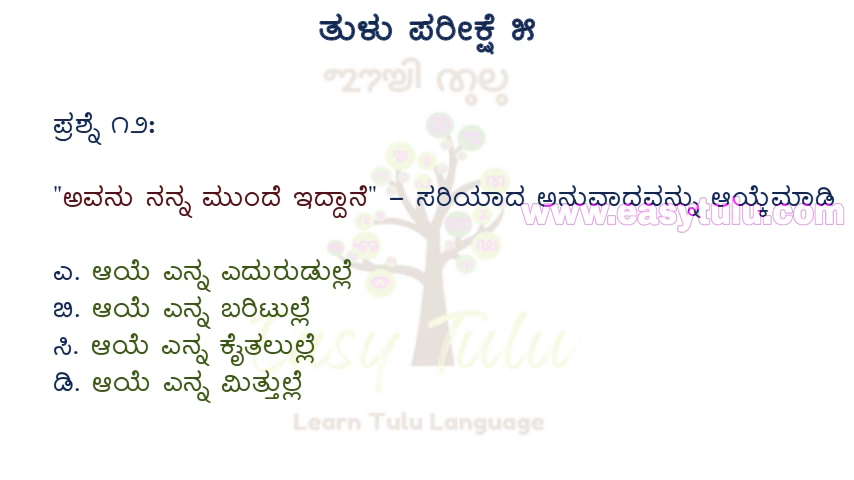 ತುಳು ಪರೀಕ್ಷೆ ೫
ಪ್ರಶ್ನೆ ೧೨:
"ಅವನು ನನ್ನ ಮುಂದೆ ಇದ್ದಾನೆ" - ಸರಿಯಾದ ಅನುವಾದವನ್ನು ಆಯ್ಕೆಮಾಡಿ
www.easytulu.com
ಎ. ಆಯೆ ಎನ್ನ ಎದುರುಡುಲ್ಲೆ
ಬಿ. ಆಯೆ ಎನ್ನ ಬರಿಟುಲ್ಲೆ
ಸಿ. ಆಯೆ ಎನ್ನ ಕೈತಲುಲ್ಲೆ
ಡಿ. ಆಯೆ ಎನ್ನ ಮಿತ್ತುಲ್ಲೆ
Easy Tulu
Learn Tulu Language